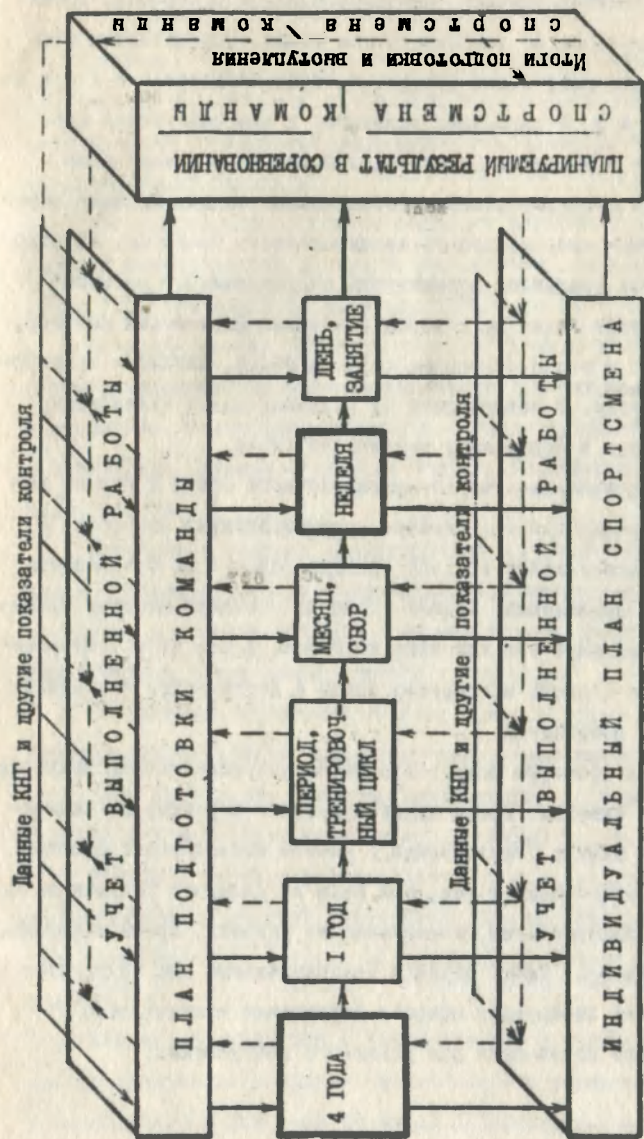 Данные КНГ и другие показатели контроля
УЧЕТ ВЫПОЛНЕННОЙ РАБОТЫ
ПЛАН ПОДГОТОВКИ КОМАНДЫ
4 ГОДА
I ГОД
ПЕРИОД,
ТРЕНИРОВОЧ-
НЫЙ ЦИКЛ
МЕСЯЦ,
СБОР
НЕДЕЛЯ
ДЕНЬ,
ЗАНЯТИЕ
Данные КНГ и другие показатели контроля
УЧЕТ ВЫПОЛНЕННОЙ РАБОТЫ
ИНДИВИДУАЛЬНЫЙ ПЛАН СПОРТСМЕНА
ПЛАНИРУЕМЫЙ РЕЗУЛЬТАТ В СОРЕВНОВАНИИ
СПОРТСМЕНА КОМАНДЫ
Итоги подготовки и выступления
спортсмена / команды